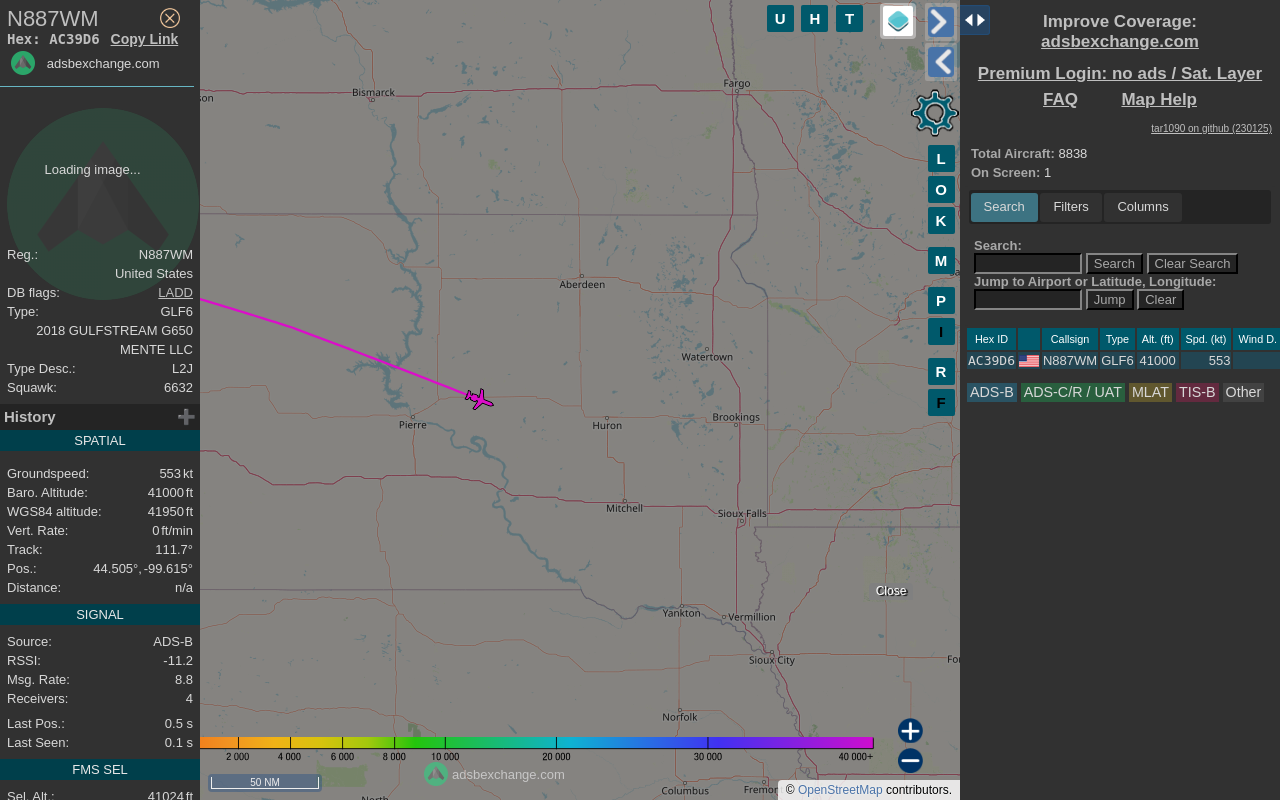 N887WM
Hex: AC39D6 Copy Link
adsbexchange.com
Loading image...
Reg.: N887WM
United States
DB flags: LADD
Type: GLF6
2018 GULFSTREAM G650
MENTE LLC
Type Desc.: L2J
Squawk: 6632
History
SPATIAL
Groundspeed: 553 kt
Baro. Altitude: 41000 ft
WGS84 altitude: 41950 ft
Vert. Rate: 0 ft/min
Track: 111.7°
Pos.: 44.505°, -99.615°
Distance: n/a
SIGNAL
Source: ADS-B
RSSI: -11.2
Msg. Rate: 8.8
Receivers: 4
Last Pos.: 0.5 s
Last Seen: 0.1 s
FMS SEL
Sel. Alt.: 41024 ft
U H T
L
O
K
M
P
I
R
F
son
Bismarck
Fargo
Aberdeen
Watertown
Pierre
Huron
Brookings
Mitchell
Sioux Falls
Close
Yankton
Vermillion
Sioux City
Norfolk
2 000 4 000 6 000 8 000 10 000 20 000 30 000 40 000+
adsbexchange.com
50 NM
Columbus
North
© OpenStreetMap contributors.
Improve Coverage:
adsbexchange.com
Premium Login: no ads / Sat. Layer
FAQ Map Help
tar1090 on github (230125)
Total Aircraft: 8838
On Screen: 1
Search Filters Columns
Search:
Search Clear Search
Jump to Airport or Latitude, Longitude:
Jump Clear
Hex ID Callsign Type Alt. (ft) Spd. (kt) Wind D.
AC39D6 N887WM GLF6 41000 553
ADS-B ADS-C/R / UAT MLAT TIS-B Other